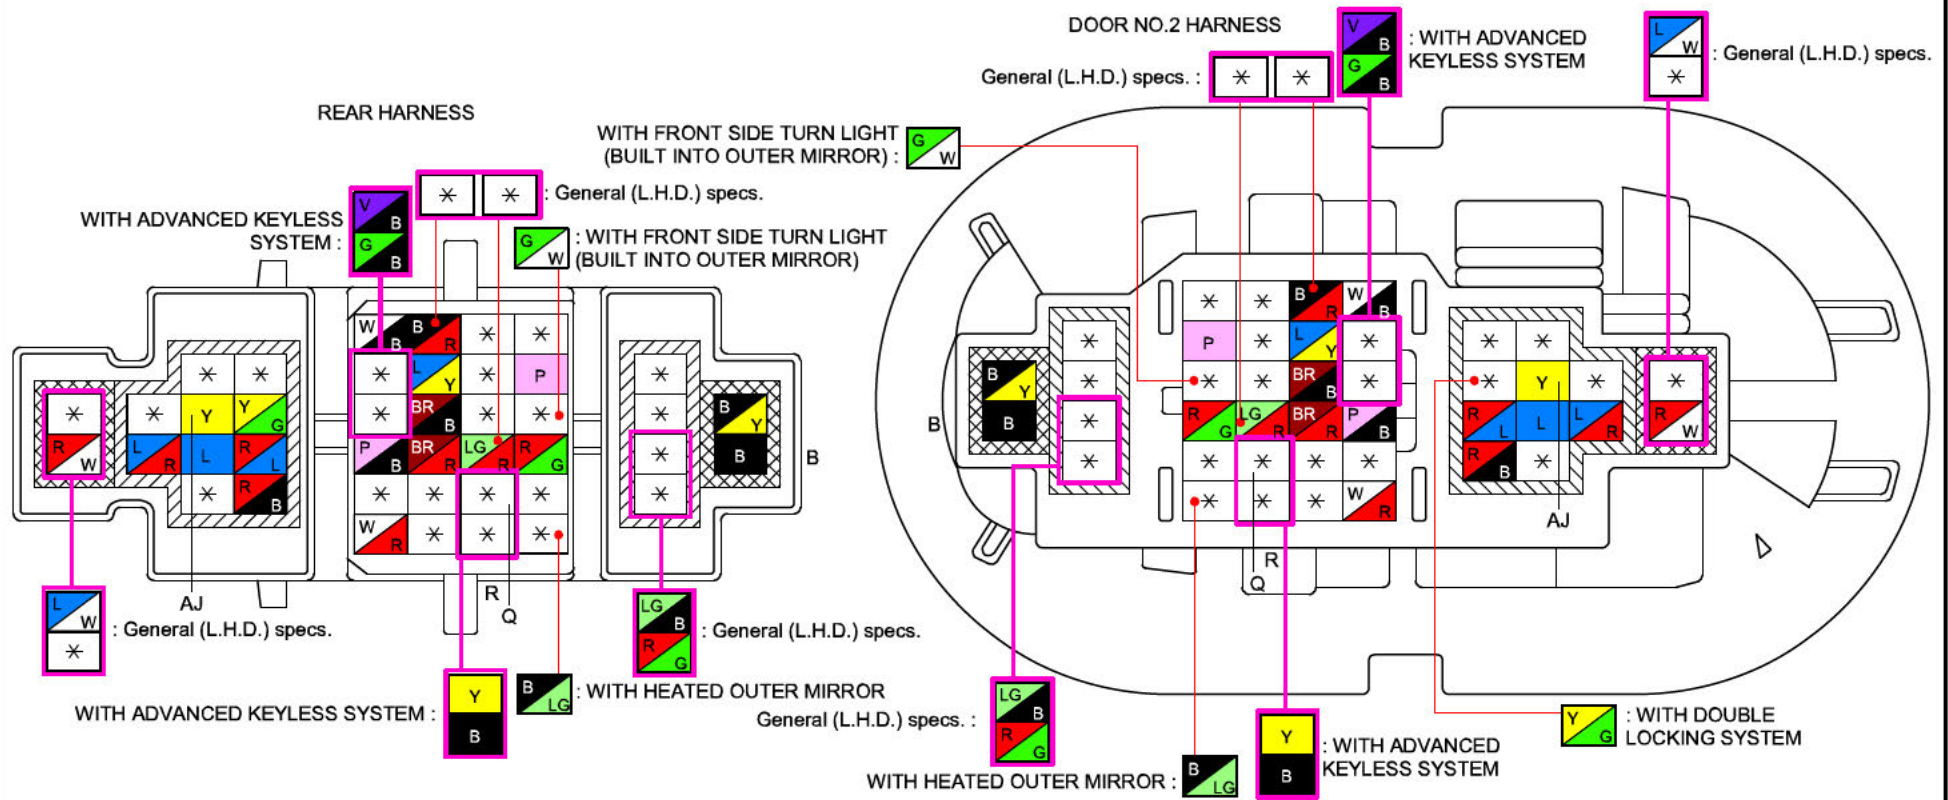 DOOR NO.2 HARNESS
V
B
G
B
: WITH ADVANCED
KEYLESS SYSTEM
L
W
*
: General (L.H.D.) specs.
General (L.H.D.) specs. :
* *
REAR HARNESS
WITH FRONT SIDE TURN LIGHT
(BUILT INTO OUTER MIRROR) :
G
W
* *
: General (L.H.D.) specs.
WITH ADVANCED KEYLESS
SYSTEM :
V
B
G
B
G
W
: WITH FRONT SIDE TURN LIGHT
(BUILT INTO OUTER MIRROR)
* *
* * Y Y G
R W L R L R L
* R B
W B B R * *
* L Y * P
* BR B * *
P B BR R LG R R G
* * * *
W R * * *
*
*
*
*
B Y
B
B
AJ
R
Q
L
W
*
: General (L.H.D.) specs.
LG
B
R
G
: General (L.H.D.) specs.
WITH ADVANCED KEYLESS SYSTEM :
Y
B
B
LG
: WITH HEATED OUTER MIRROR
B
B Y
B
*
*
*
*
* * B R W B
P * L Y *
* * BR B *
R G LG R BR R P B
* * * *
* * * W R
* *
* Y * *
R L L L R R W
R B *
AJ
R
Q
General (L.H.D.) specs. :
LG
B
R
G
WITH HEATED OUTER MIRROR :
B
LG
Y
B
: WITH ADVANCED
KEYLESS SYSTEM
Y
G
: WITH DOUBLE
LOCKING SYSTEM